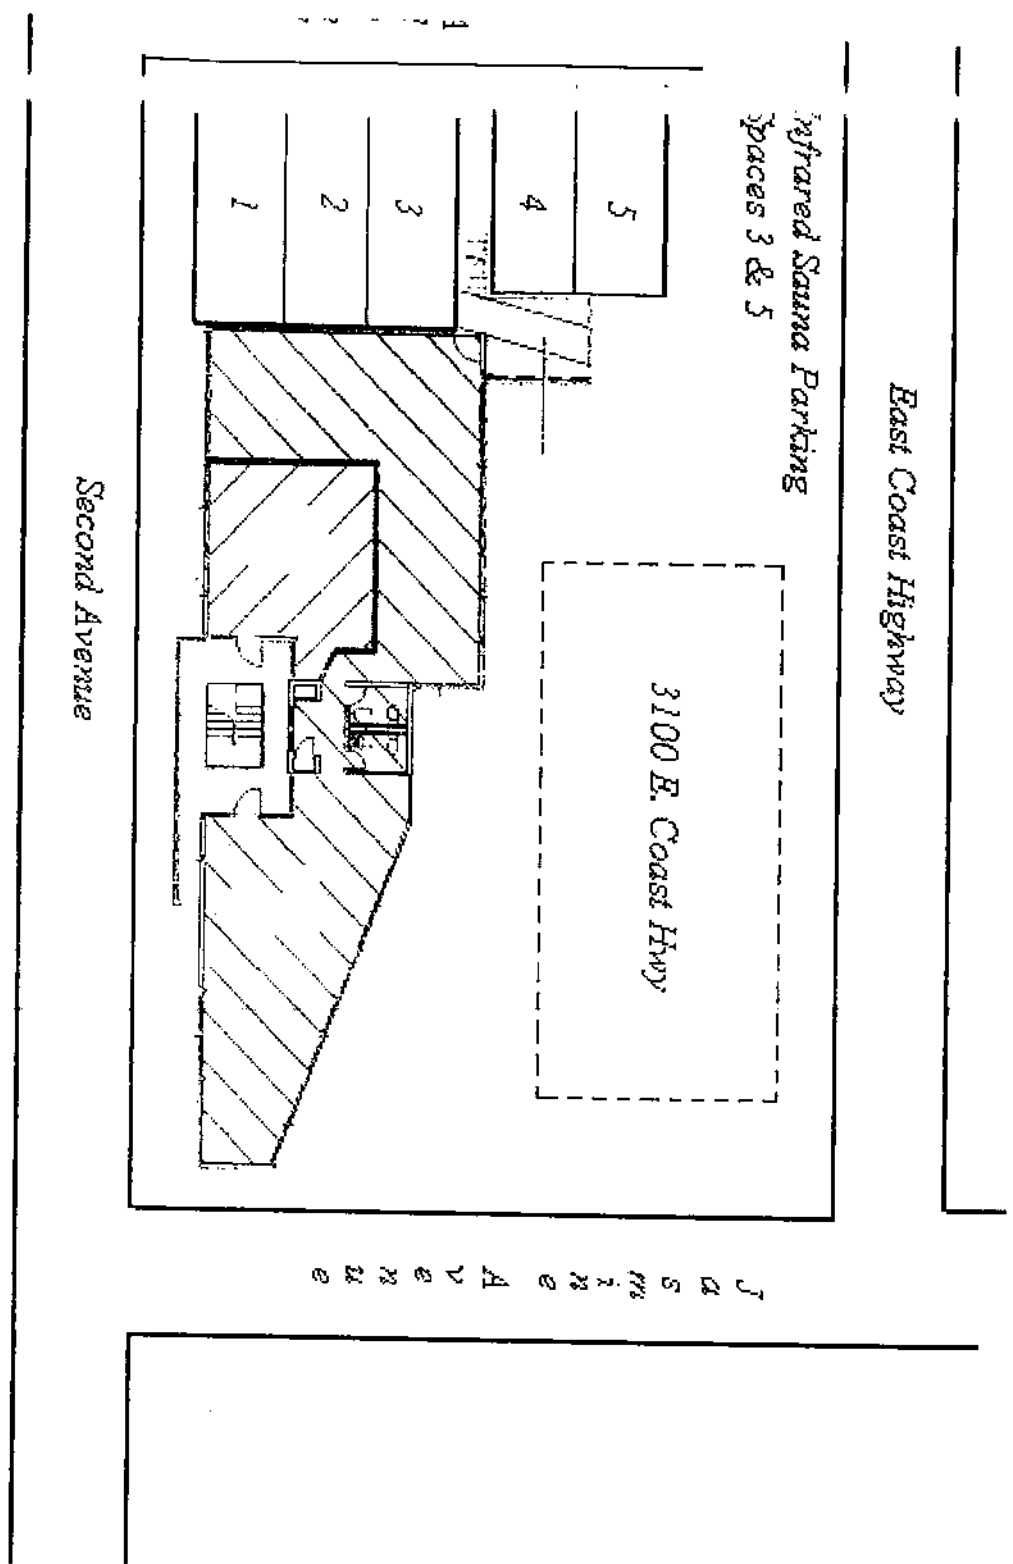 East Coast Highway
Infrared Sauna Parking
Spaces 3 & 5
5
4
3
2
1
3100 E. Coast Hwy
Second Avenue
Jasmine Avenue